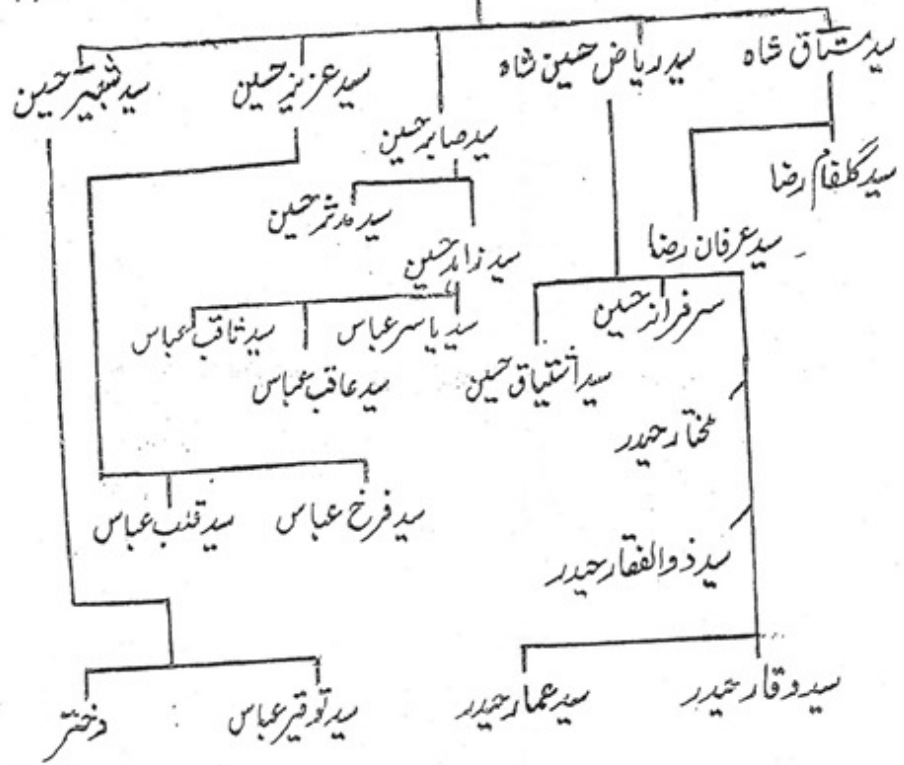 سید مشتاق شاہ
سید ریاض حسین شاہ
سید صابر حسین
سید عزیز حسین
سید شبیر حسین
سید گلفام رضا
سید عرفان رضا
سید مدثر حسین
سید زاہد حسین
سید یاسر عباس
سید عاقب عباس
سید ثاقب عباس
سرفراز حسین
سید اشتیاق حسین
مختار حیدر
سید ذوالفقار حیدر
سید وقار حیدر
سید عمار حیدر
سید فرخ عباس
سید قلب عباس
سید توقیر عباس
دختر